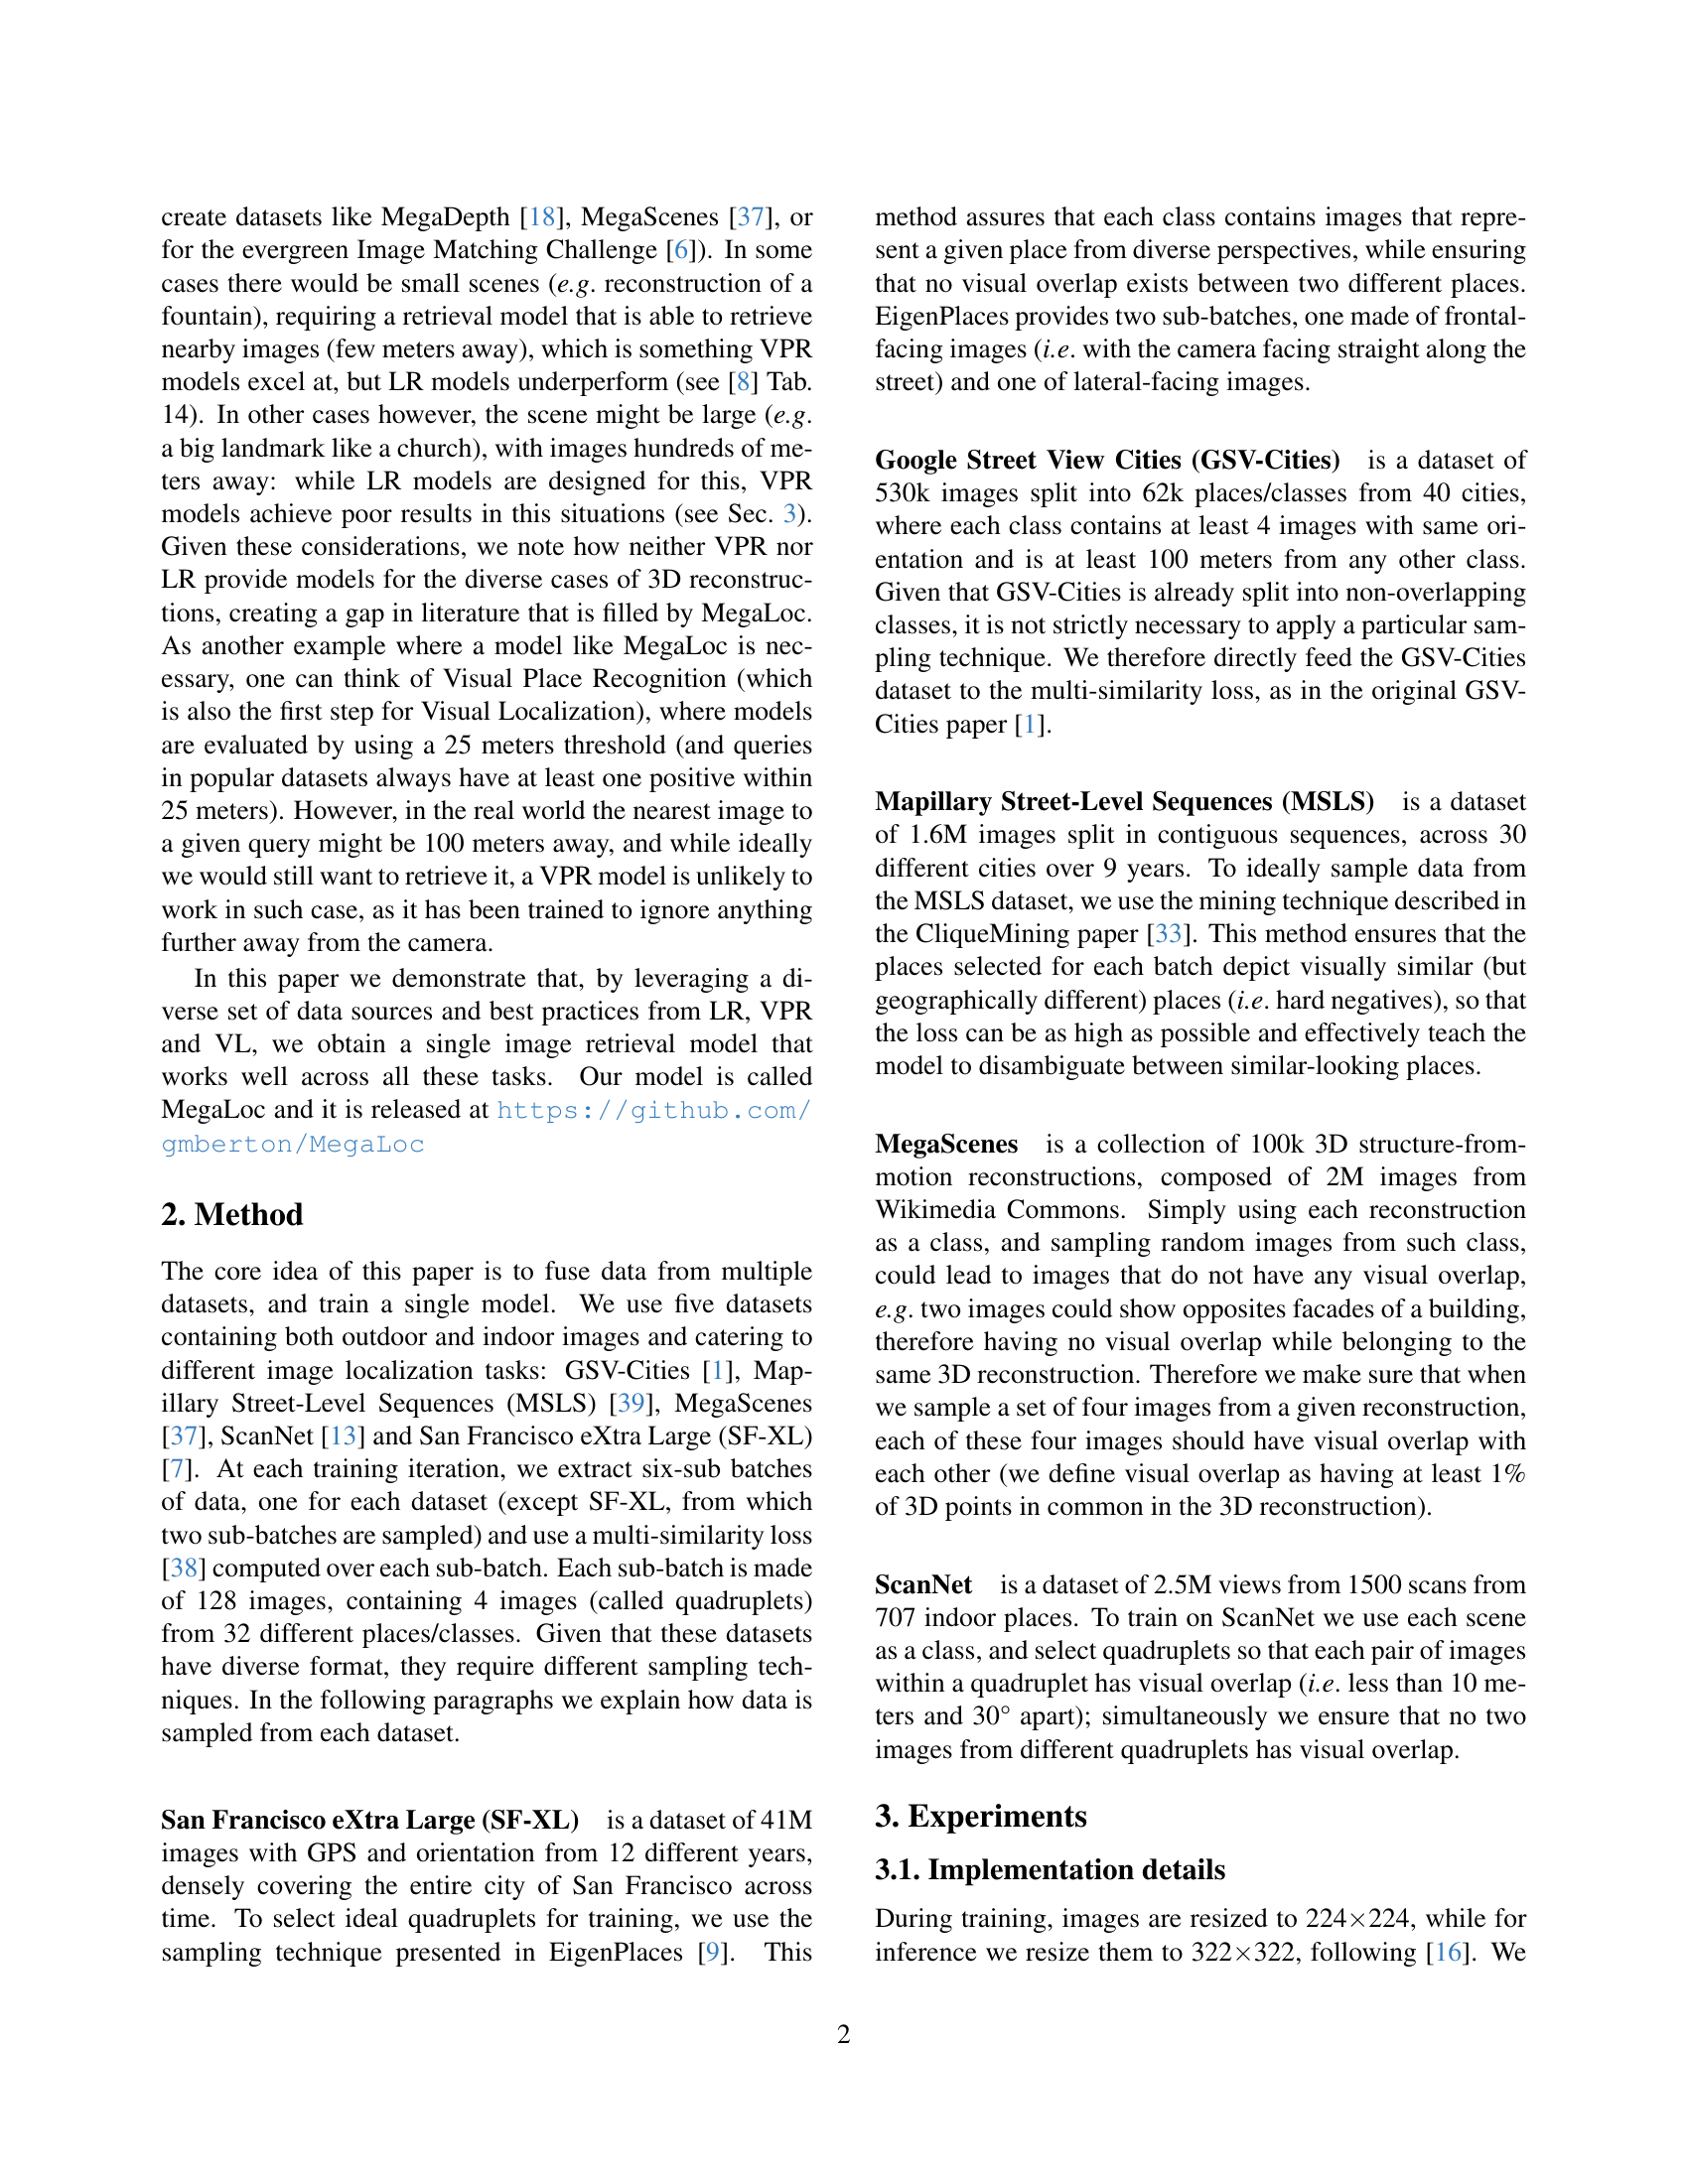 create datasets like MegaDepth [18], MegaScenes [37], or
for the evergreen Image Matching Challenge [6]). In some
cases there would be small scenes (e.g. reconstruction of a
fountain), requiring a retrieval model that is able to retrieve
nearby images (few meters away), which is something VPR
models excel at, but LR models underperform (see [8] Tab.
14). In other cases however, the scene might be large (e.g.
a big landmark like a church), with images hundreds of me-
ters away: while LR models are designed for this, VPR
models achieve poor results in this situations (see Sec. 3).
Given these considerations, we note how neither VPR nor
LR provide models for the diverse cases of 3D reconstruc-
tions, creating a gap in literature that is filled by MegaLoc.
As another example where a model like MegaLoc is nec-
essary, one can think of Visual Place Recognition (which
is also the first step for Visual Localization), where models
are evaluated by using a 25 meters threshold (and queries
in popular datasets always have at least one positive within
25 meters). However, in the real world the nearest image to
a given query might be 100 meters away, and while ideally
we would still want to retrieve it, a VPR model is unlikely to
work in such case, as it has been trained to ignore anything
further away from the camera.
In this paper we demonstrate that, by leveraging a di-
verse set of data sources and best practices from LR, VPR
and VL, we obtain a single image retrieval model that
works well across all these tasks. Our model is called
MegaLoc and it is released at https://github.com/
gmberton/MegaLoc
2. Method
The core idea of this paper is to fuse data from multiple
datasets, and train a single model. We use five datasets
containing both outdoor and indoor images and catering to
different image localization tasks: GSV-Cities [1], Map-
illary Street-Level Sequences (MSLS) [39], MegaScenes
[37], ScanNet [13] and San Francisco eXtra Large (SF-XL)
[7]. At each training iteration, we extract six-sub batches
of data, one for each dataset (except SF-XL, from which
two sub-batches are sampled) and use a multi-similarity loss
[38] computed over each sub-batch. Each sub-batch is made
of 128 images, containing 4 images (called quadruplets)
from 32 different places/classes. Given that these datasets
have diverse format, they require different sampling tech-
niques. In the following paragraphs we explain how data is
sampled from each dataset.
San Francisco eXtra Large (SF-XL) is a dataset of 41M
images with GPS and orientation from 12 different years,
densely covering the entire city of San Francisco across
time. To select ideal quadruplets for training, we use the
sampling technique presented in EigenPlaces [9]. This
method assures that each class contains images that repre-
sent a given place from diverse perspectives, while ensuring
that no visual overlap exists between two different places.
EigenPlaces provides two sub-batches, one made of frontal-
facing images (i.e. with the camera facing straight along the
street) and one of lateral-facing images.
Google Street View Cities (GSV-Cities) is a dataset of
530k images split into 62k places/classes from 40 cities,
where each class contains at least 4 images with same ori-
entation and is at least 100 meters from any other class.
Given that GSV-Cities is already split into non-overlapping
classes, it is not strictly necessary to apply a particular sam-
pling technique. We therefore directly feed the GSV-Cities
dataset to the multi-similarity loss, as in the original GSV-
Cities paper [1].
Mapillary Street-Level Sequences (MSLS) is a dataset
of 1.6M images split in contiguous sequences, across 30
different cities over 9 years. To ideally sample data from
the MSLS dataset, we use the mining technique described in
the CliqueMining paper [33]. This method ensures that the
places selected for each batch depict visually similar (but
geographically different) places (i.e. hard negatives), so that
the loss can be as high as possible and effectively teach the
model to disambiguate between similar-looking places.
MegaScenes is a collection of 100k 3D structure-from-
motion reconstructions, composed of 2M images from
Wikimedia Commons. Simply using each reconstruction
as a class, and sampling random images from such class,
could lead to images that do not have any visual overlap,
e.g. two images could show opposites facades of a building,
therefore having no visual overlap while belonging to the
same 3D reconstruction. Therefore we make sure that when
we sample a set of four images from a given reconstruction,
each of these four images should have visual overlap with
each other (we define visual overlap as having at least 1%
of 3D points in common in the 3D reconstruction).
ScanNet is a dataset of 2.5M views from 1500 scans from
707 indoor places. To train on ScanNet we use each scene
as a class, and select quadruplets so that each pair of images
within a quadruplet has visual overlap (i.e. less than 10 me-
ters and 30° apart); simultaneously we ensure that no two
images from different quadruplets has visual overlap.
3. Experiments
3.1. Implementation details
During training, images are resized to 224×224, while for
inference we resize them to 322×322, following [16]. We
2